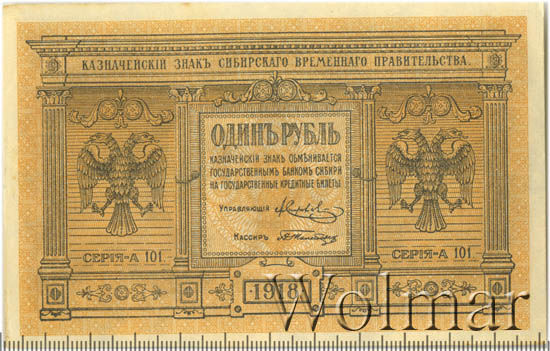 КАЗНАЧЕЙСКІЙ ЗНАКЪ СИБИРСКАГО ВРЕМЕННАГО ПРАВИТЕЛЬСТВА.
ОДИНЪ РУБЛЬ
КАЗНАЧЕЙСКІЙ ЗНАКЪ ОБМѢНИВАЕТСЯ
ГОСУДАРСТВЕННЫМЪ БАНКОМЪ СИБИРИ
НА ГОСУДАРСТВЕННЫЕ КРЕДИТНЫЕ БИЛЕТЫ.
УПРАВЛЯЮЩІЙ
КАССИРЪ
СЕРІЯ-А 101.
СЕРІЯ-А 101.
1918
Wolmar